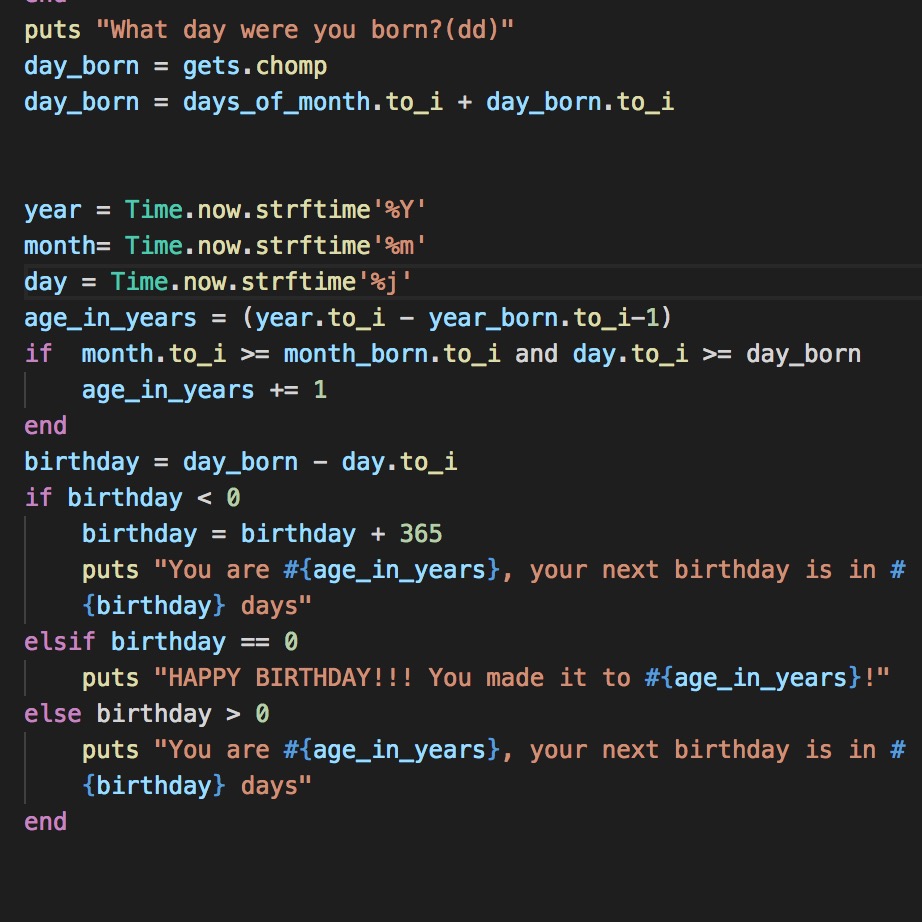 end
puts "What day were you born?(dd)"
day_born = gets.chomp
day_born = days_of_month.to_i + day_born.to_i
year = Time.now.strftime'%Y'
month= Time.now.strftime'%m'
day = Time.now.strftime'%j'
age_in_years = (year.to_i - year_born.to_i-1)
if  month.to_i >= month_born.to_i and day.to_i >= day_born
    age_in_years += 1
end
birthday = day_born - day.to_i
if birthday < 0
    birthday = birthday + 365
    puts "You are #{age_in_years}, your next birthday is in #
    {birthday} days"
elsif birthday == 0
    puts "HAPPY BIRTHDAY!!! You made it to #{age_in_years}!"
else birthday > 0
    puts "You are #{age_in_years}, your next birthday is in #
    {birthday} days"
end